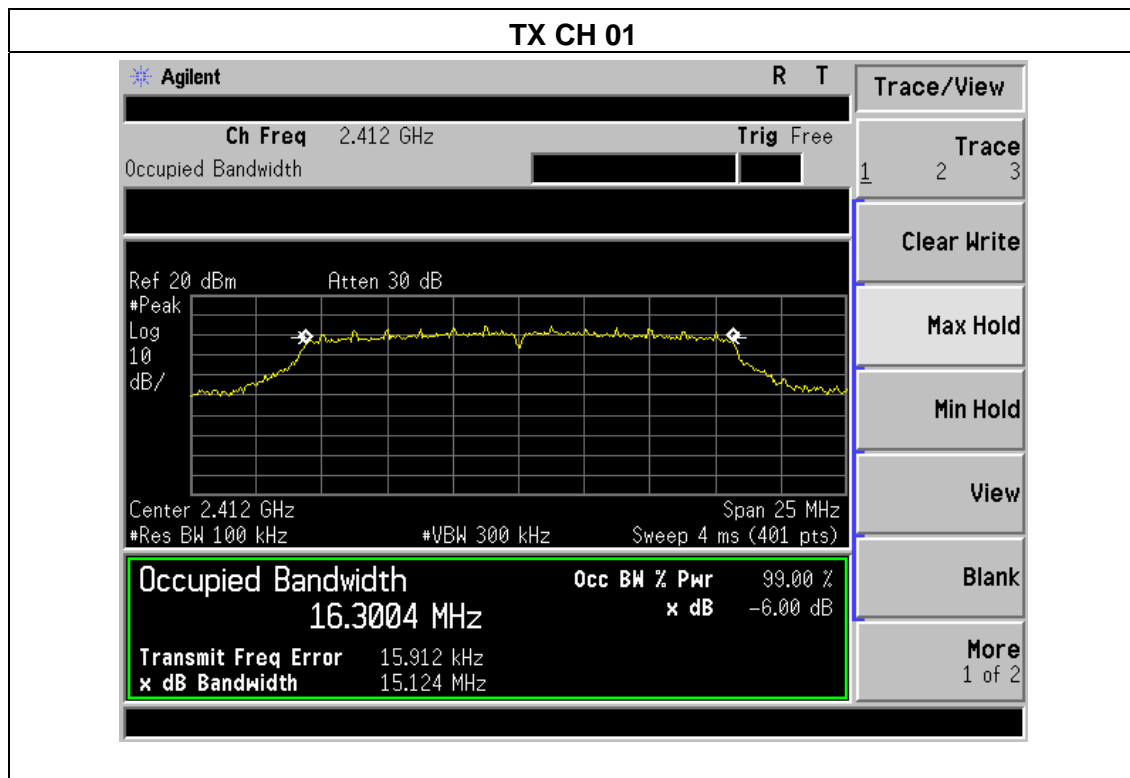 TX CH 01
Agilent R T
Trace/View
Ch Freq 2.412 GHz Trig Free
Occupied Bandwidth
Trace
1 2 3
Clear Write
Ref 20 dBm Atten 30 dB
#Peak
Log
10
dB/
Max Hold
Min Hold
View
Center 2.412 GHz Span 25 MHz
#Res BW 100 kHz #VBW 300 kHz Sweep 4 ms (401 pts)
Occupied Bandwidth Occ BW % Pwr 99.00 %
16.3004 MHz x dB -6.00 dB
Blank
Transmit Freq Error 15.912 kHz
x dB Bandwidth 15.124 MHz
More
1 of 2